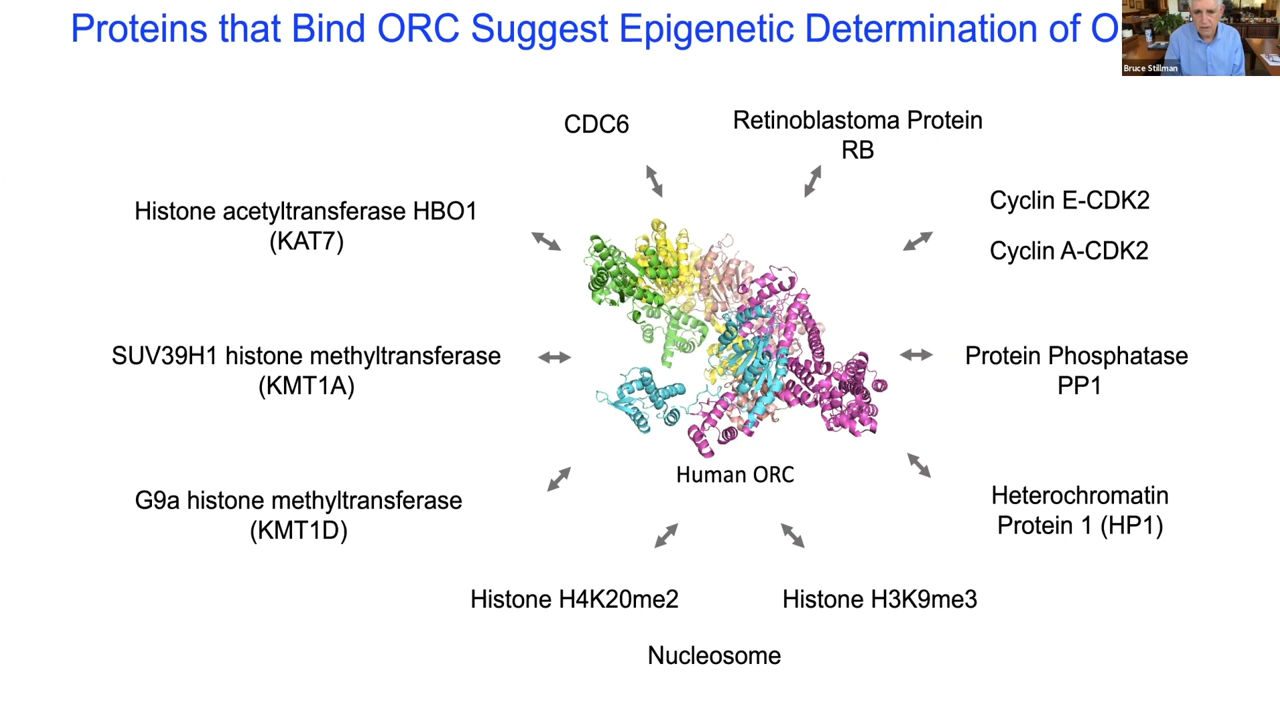 Proteins that Bind ORC Suggest Epigenetic Determination of O
Bruce Stillman
CDC6
Retinoblastoma Protein
RB
Histone acetyltransferase HBO1
(KAT7)
Cyclin E-CDK2
Cyclin A-CDK2
SUV39H1 histone methyltransferase
(KMT1A)
Protein Phosphatase
PP1
Human ORC
G9a histone methyltransferase
(KMT1D)
Heterochromatin
Protein 1 (HP1)
Histone H4K20me2
Histone H3K9me3
Nucleosome